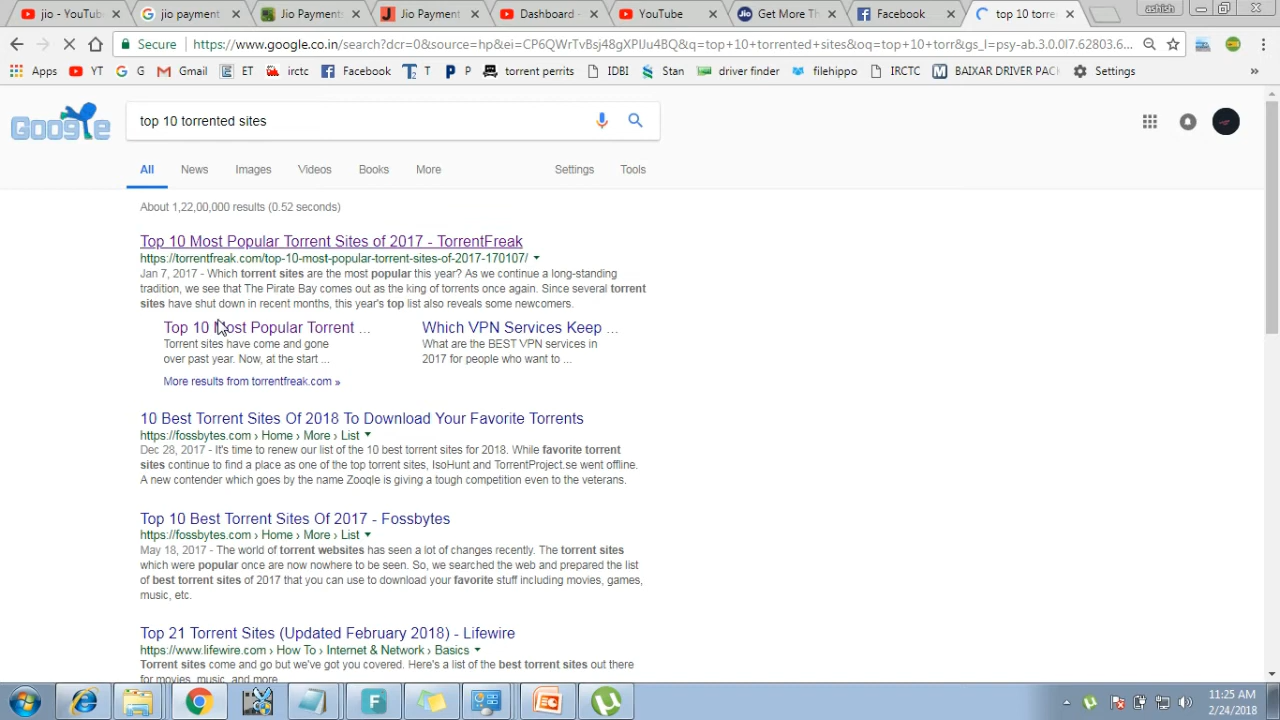 jio - YouTub
jio payment
Jio Payment
Jio Payment
Dashboard -
YouTube
Get More Th
Facebook
top 10 torre
ashish
Secure
https://www.google.co.in/search?dcr=0&source=hp&ei=CP6QWrTvBsj48gXPlJu4BQ&q=top+10+torrented+sites&oq=top+10+torr&gs_l=psy-ab.3.0.0l7.62803.6...
Apps YT G Gmail ET irctc Facebook T P torrent perrits IDBI Stan driver finder filehippo IRCTC BAIXAR DRIVER PACK Settings »
Google
top 10 torrented sites
All News Images Videos Books More Settings Tools
About 1,22,00,000 results (0.52 seconds)
Top 10 Most Popular Torrent Sites of 2017 - TorrentFreak
https://torrentfreak.com/top-10-most-popular-torrent-sites-of-2017-170107/
Jan 7, 2017 - Which torrent sites are the most popular this year? As we continue a long-standing
tradition, we see that The Pirate Bay comes out as the king of torrents once again. Since several torrent
sites have shut down in recent months, this year's top list also reveals some newcomers.
Top 10 Most Popular Torrent ...
Torrent sites have come and gone
over past year. Now, at the start ...
Which VPN Services Keep ...
What are the BEST VPN services in
2017 for people who want to ...
More results from torrentfreak.com »
10 Best Torrent Sites Of 2018 To Download Your Favorite Torrents
https://fossbytes.com › Home › More › List
Dec 28, 2017 - It's time to renew our list of the 10 best torrent sites for 2018. While favorite torrent
sites continue to find a place as one of the top torrent sites, IsoHunt and TorrentProject.se went offline.
A new contender which goes by the name Zooqle is giving a tough competition even to the veterans.
Top 10 Best Torrent Sites Of 2017 - Fossbytes
https://fossbytes.com › Home › More › List
May 18, 2017 - The world of torrent websites has seen a lot of changes recently. The torrent sites
which were popular once are now nowhere to be seen. So, we searched the web and prepared the list
of best torrent sites of 2017 that you can use to download your favorite stuff including movies, games,
music, etc.
Top 21 Torrent Sites (Updated February 2018) - Lifewire
https://www.lifewire.com › How To › Internet & Network › Basics
Torrent sites come and go but we've got you covered. Here's a list of the best torrent sites out there
for movies, music, and more
11:25 AM
2/24/2018